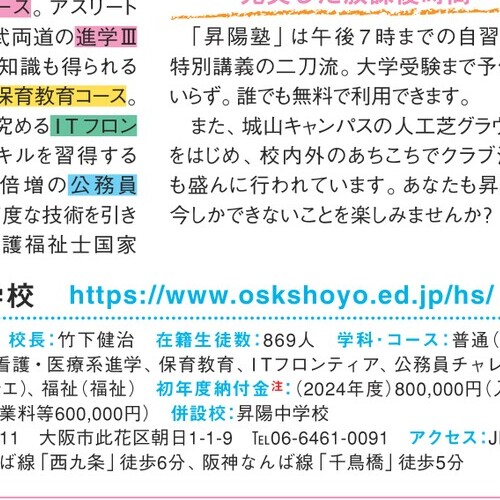 ース。アスリート
武両道の進学Ⅲ
知識も得られる
保育教育コース。
究めるITフロン
キルを習得する
倍増の公務員
度な技術を引き
護福祉士国家
「昇陽塾」は午後7時までの自習
特別講義の二刀流。大学受験まで予
いらず。誰でも無料で利用できます。
また、城山キャンパスの人工芝グラウ
をはじめ、校内外のあちこちでクラブ
も盛んに行われています。あなたも昇
今しかできないことを楽しみませんか?
学校 https://www.oskshoyo.ed.jp/hs/
校長:竹下健治 在籍生徒数:869人 学科・コース:普通(
看護・医療系進学、保育教育、ITフロンティア、公務員チャレ
エ)、福祉(福祉) 初年度納付金注:(2024年度)800,000円(
業料等600,000円) 併設校:昇陽中学校
11 大阪市此花区朝日1-1-9 ℡06-6461-0091 アクセス:J
ば線「西九条」徒歩6分、阪神なんば線「千鳥橋」徒歩5分